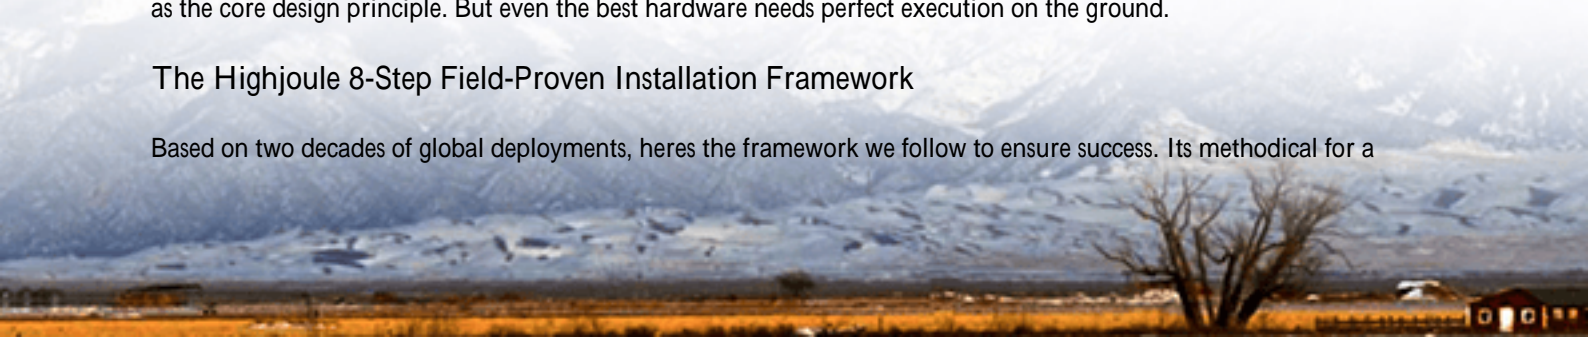 as the core design principle. But even the best hardware needs perfect execution on the ground.
The Highjoule 8-Step Field-Proven Installation Framework
Based on two decades of global deployments, heres the framework we follow to ensure success. Its methodical for a